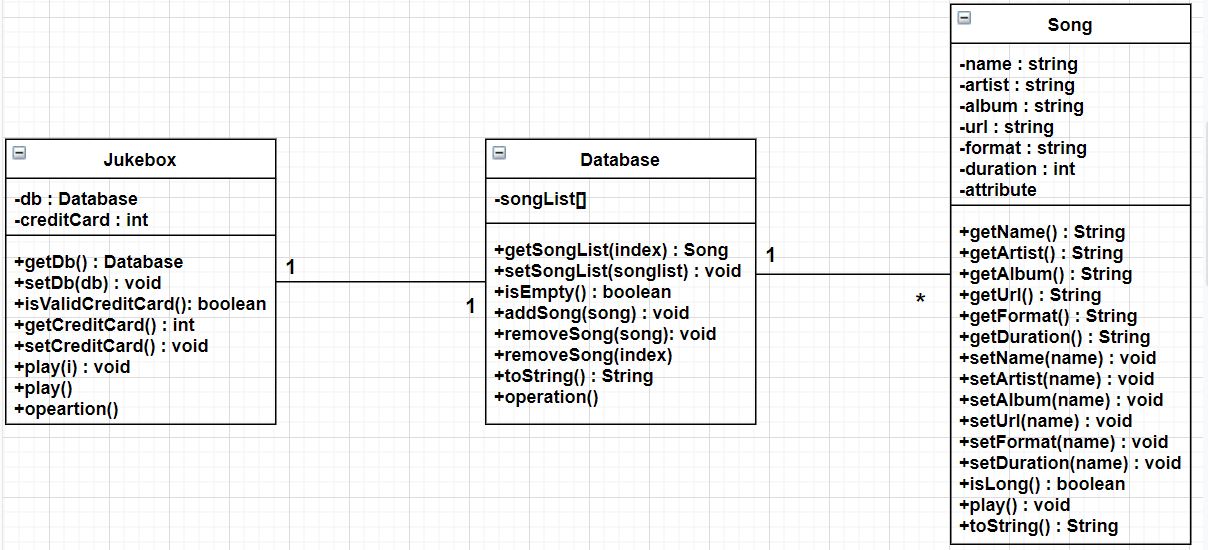 Jukebox
-db : Database
-creditCard : int
+getDb() : Database
+setDb(db) : void
+isValidCreditCard(): boolean
+getCreditCard() : int
+setCreditCard() : void
+play(i) : void
+play()
+opeartion()
1
1
Database
-songList[]
+getSongList(index) : Song
+setSongList(songlist) : void
+isEmpty() : boolean
+addSong(song) : void
+removeSong(song): void
+removeSong(index)
+toString() : String
+operation()
1
*
Song
-name : string
-artist : string
-album : string
-url : string
-format : string
-duration : int
-attribute
+getName() : String
+getArtist() : String
+getAlbum() : String
+getUrl() : String
+getFormat() : String
+getDuration() : String
+setName(name) : void
+setArtist(name) : void
+setAlbum(name) : void
+setUrl(name) : void
+setFormat(name) : void
+setDuration(name) : void
+isLong() : boolean
+play() : void
+toString() : String